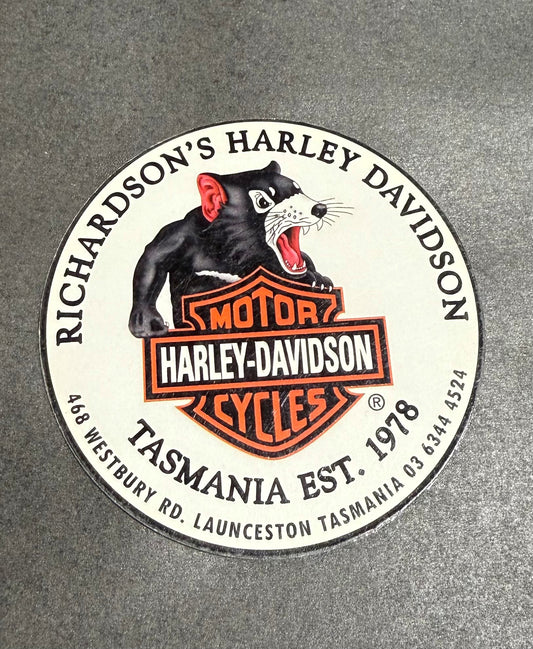 RICHARDSON'S HARLEY DAVIDSON
MOTOR
HARLEY-DAVIDSON
CYCLES ®
TASMANIA EST. 1978
468 WESTBURY RD. LAUNCESTON TASMANIA 03 6344 4524